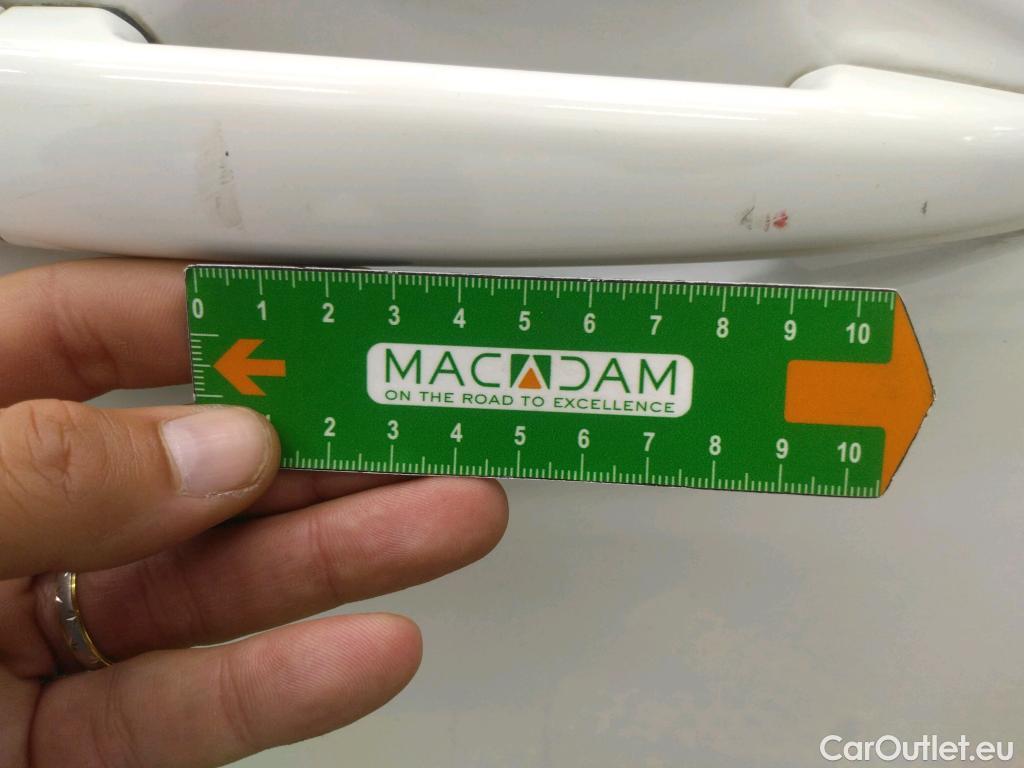 0 1 2 3 4 5 6 7 8 9 10
MACADAM
ON THE ROAD TO EXCELLENCE
2 3 4 5 6 7 8 9 10
CarOutlet.eu